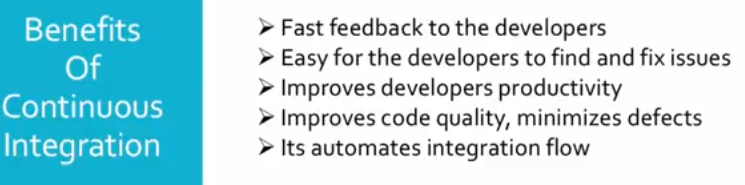 Benefits
Of
Continuous
Integration
➢ Fast feedback to the developers
➢ Easy for the developers to find and fix issues
➢ Improves developers productivity
➢ Improves code quality, minimizes defects
➢ Its automates integration flow